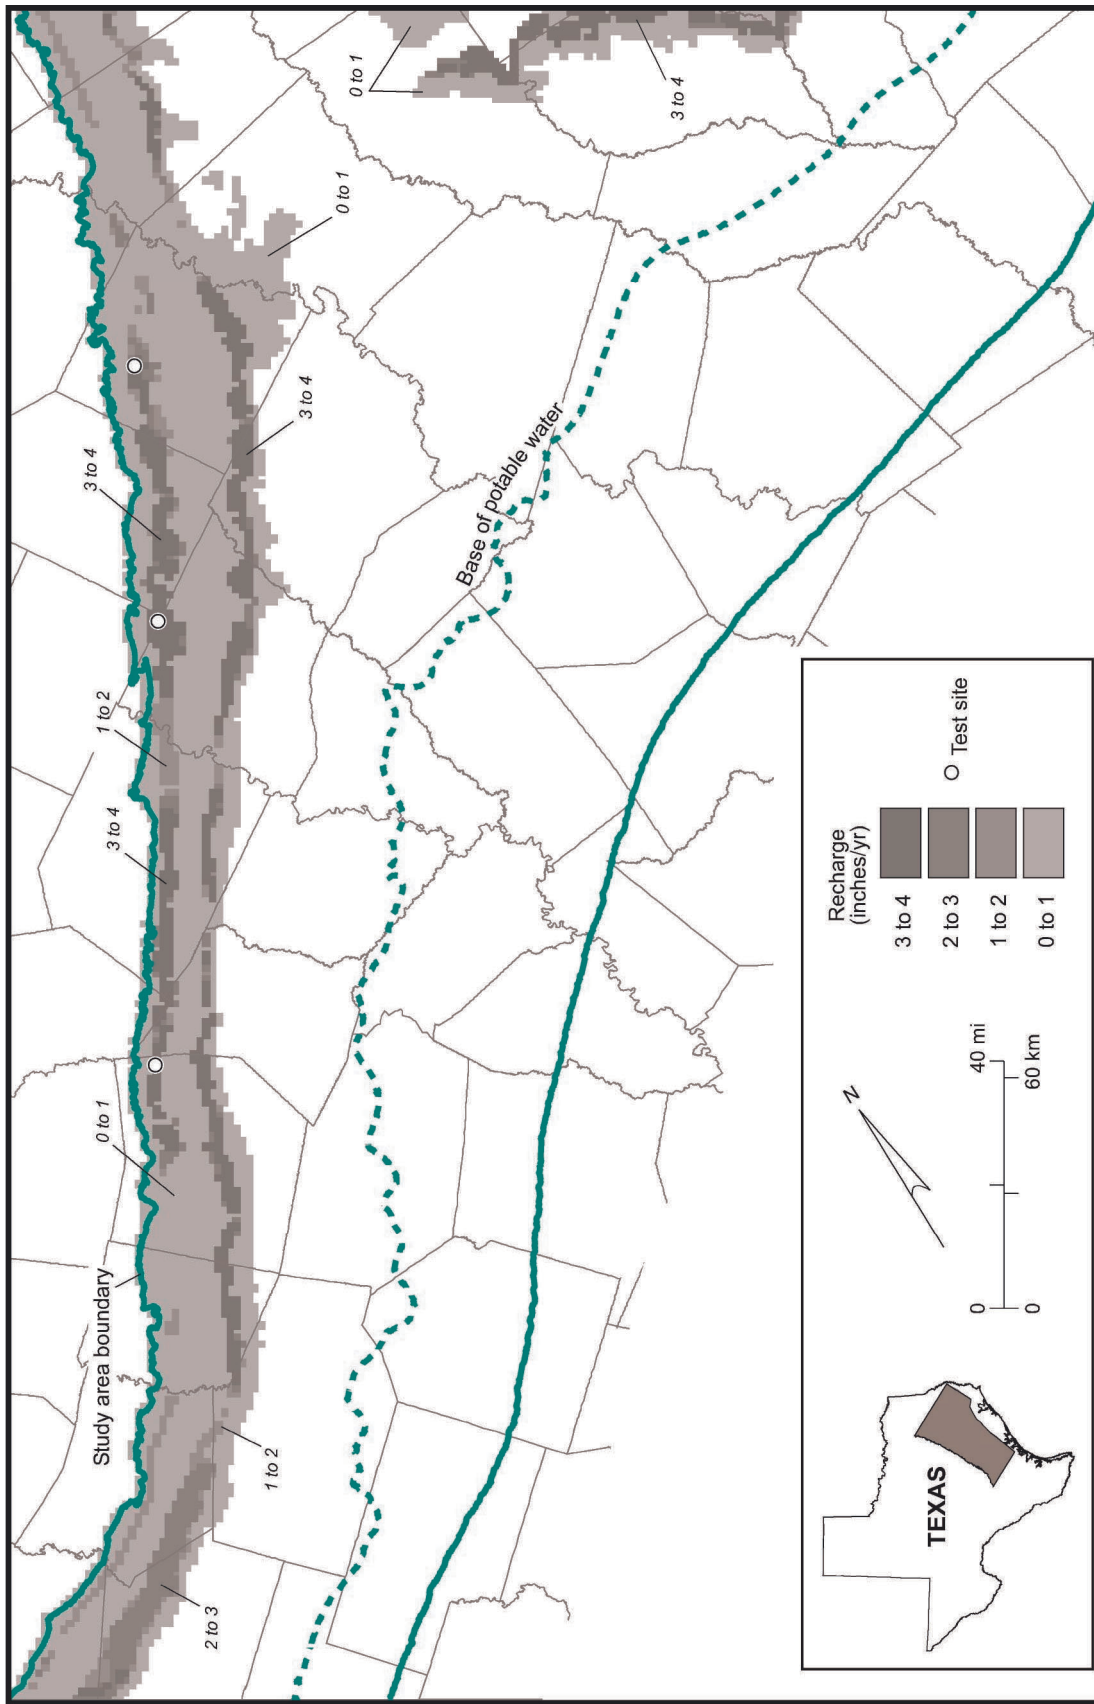 Study area boundary
0 to 1
3 to 4
1 to 2
3 to 4
2 to 3
1 to 2
3 to 4
0 to 1
0 to 1
3 to 4
Base of potable water
TEXAS
N
0 40 mi
0 60 km
Recharge
(inches/yr)
3 to 4
2 to 3
1 to 2
0 to 1
Test site